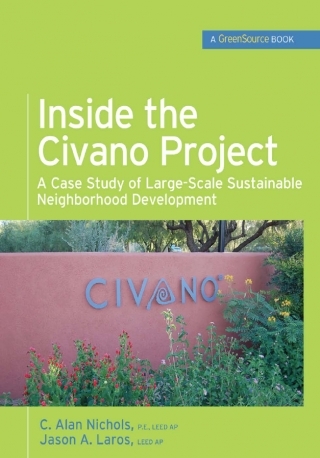 A GreenSource BOOK
Inside the
Civano Project
A Case Study of Large-Scale Sustainable
Neighborhood Development
CIVANO
C. Alan Nichols, P.E., LEED AP
Jason A. Laros, LEED AP